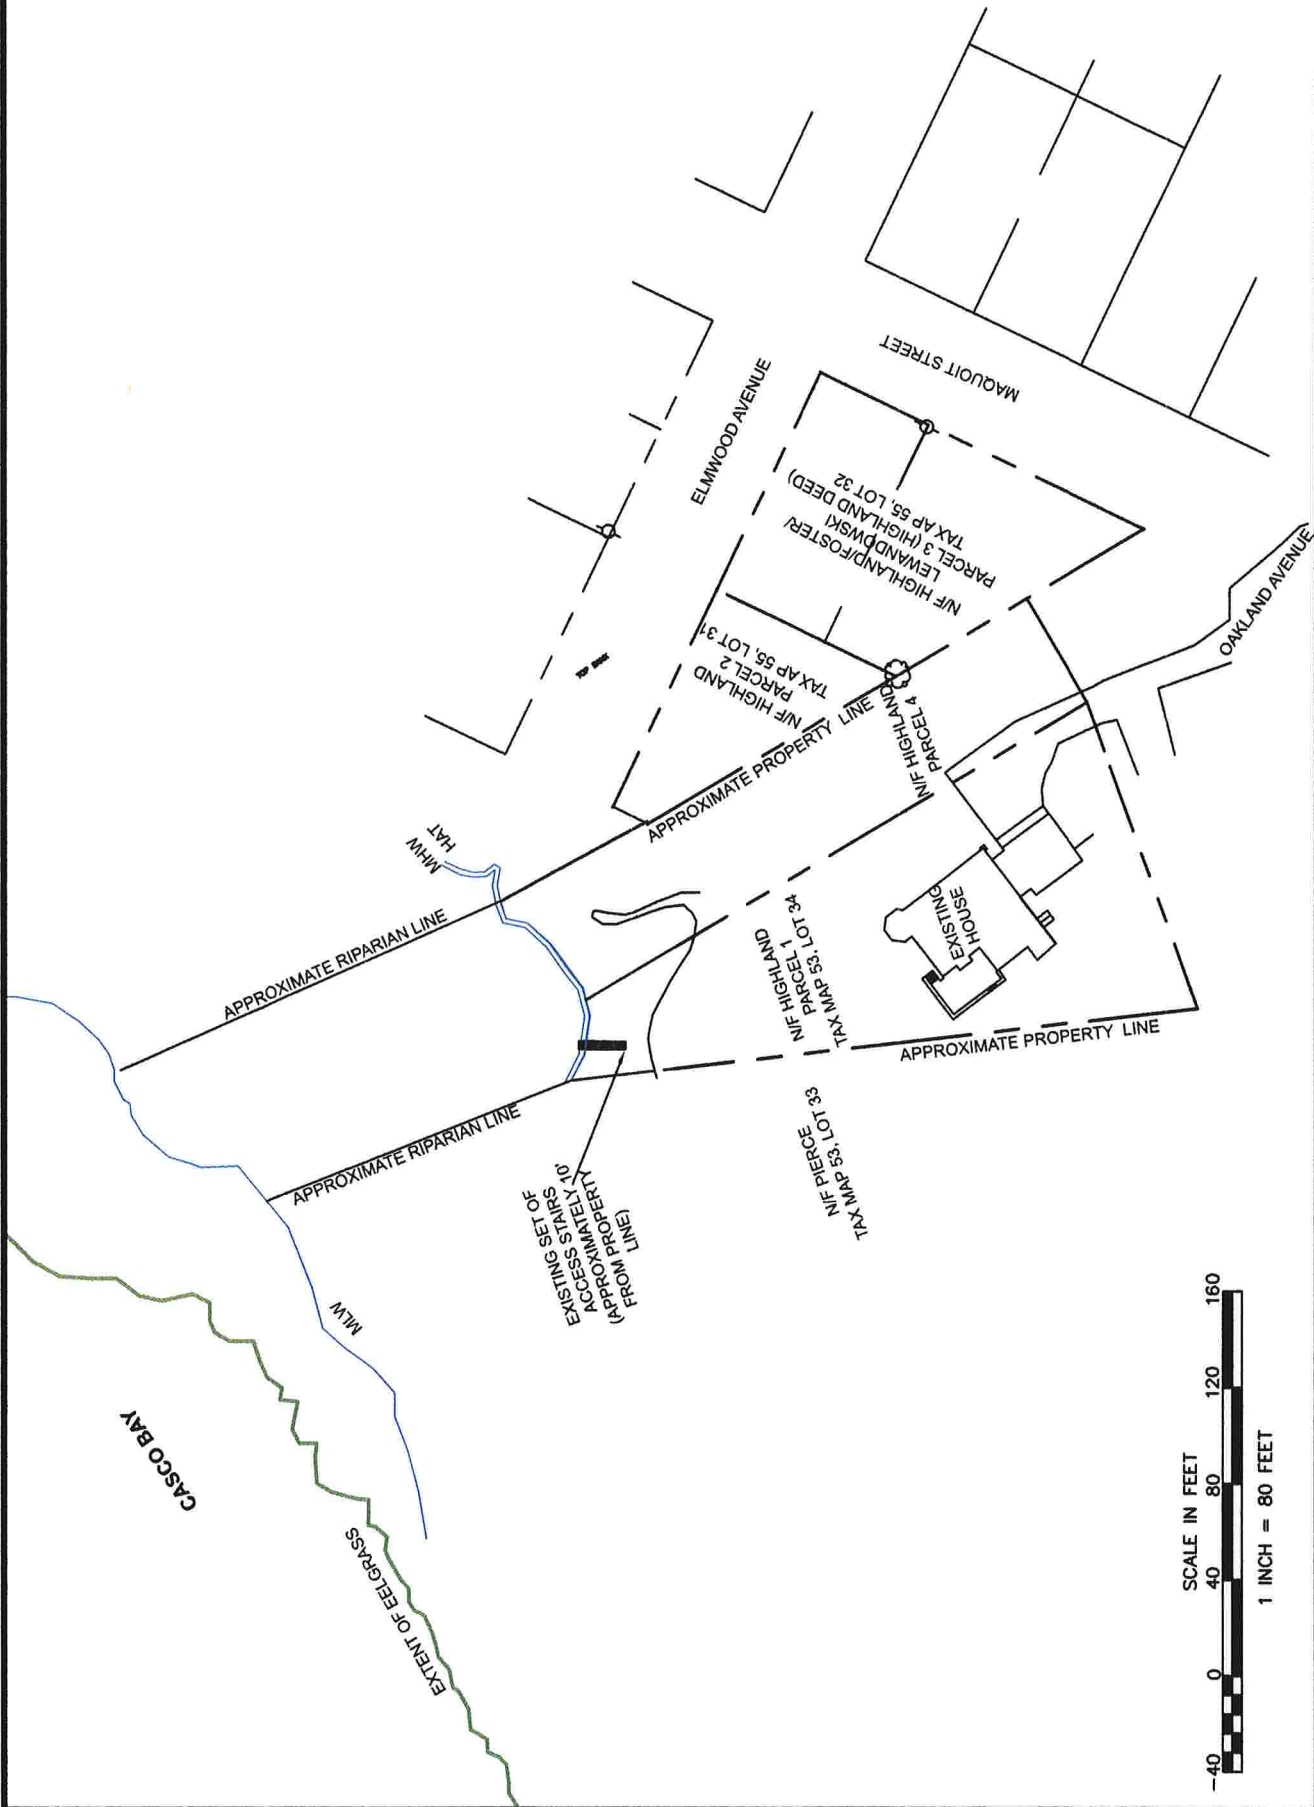 CASCO BAY
EXTENT OF EELGRASS
MLW
MHW
HAT
APPROXIMATE RIPARIAN LINE
APPROXIMATE RIPARIAN LINE
EXISTING SET OF
ACCESS STAIRS
(APPROXIMATELY 10'
FROM PROPERTY
LINE)
TOP BANK
ELMWOOD AVENUE
MAQUOIT STREET
OAKLAND AVENUE
N/F HIGHLAND/FOSTER/
LEWANDOWSKI
PARCEL 3 (HIGHLAND DEED)
TAX AP 55, LOT 32
N/F HIGHLAND
PARCEL 2
TAX AP 55, LOT 31
APPROXIMATE PROPERTY LINE
N/F HIGHLAND
PARCEL 4
N/F HIGHLAND
PARCEL 1
TAX MAP 53, LOT 34
EXISTING
HOUSE
APPROXIMATE PROPERTY LINE
N/F PIERCE
TAX MAP 53, LOT 33
SCALE IN FEET
-40 0 40 80 120 160
1 INCH = 80 FEET